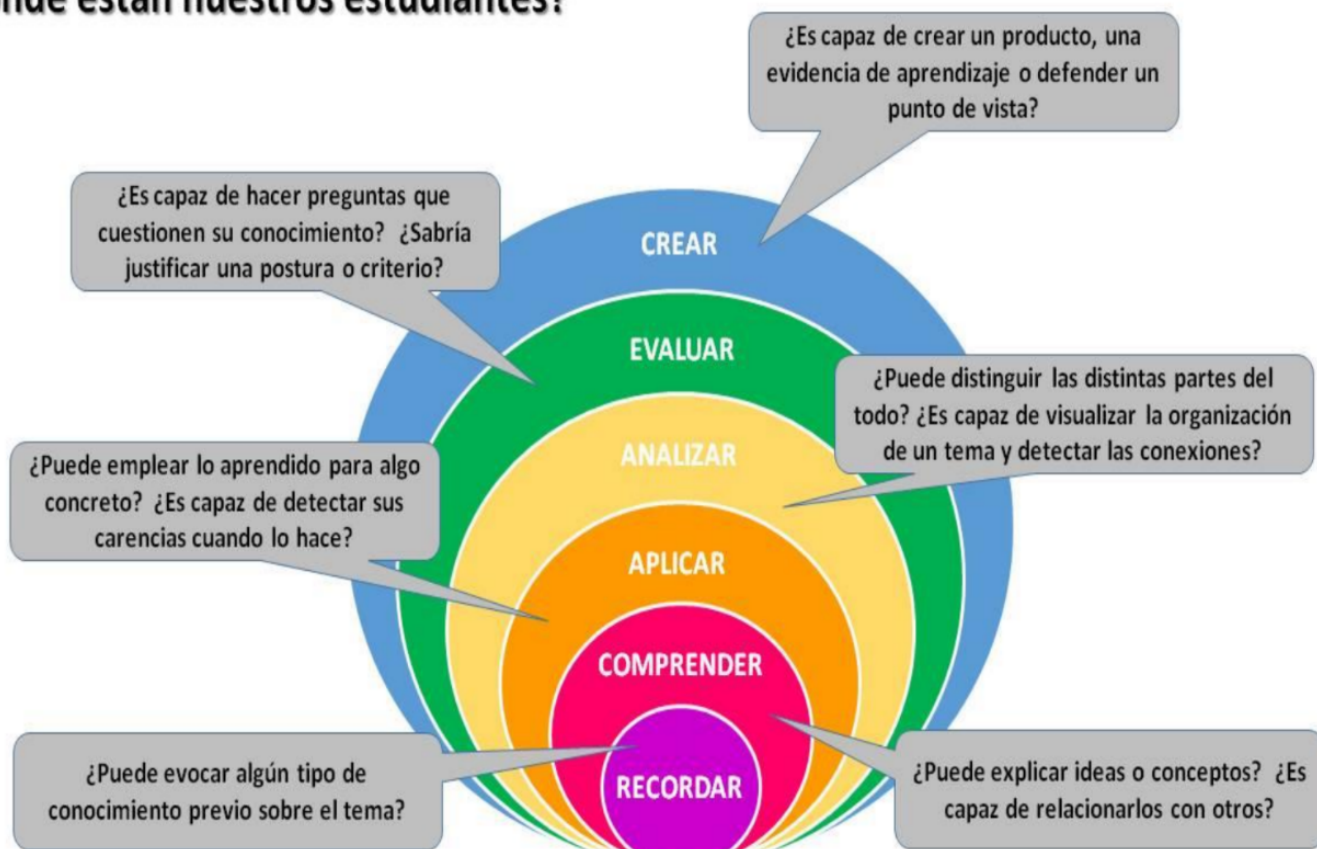 están nuestros estudiantes?
¿Es capaz de crear un producto, una
evidencia de aprendizaje o defender un
punto de vista?
¿Es capaz de hacer preguntas que
cuestionen su conocimiento? ¿Sabría
justificar una postura o criterio?
CREAR
EVALUAR
¿Puede distinguir las distintas partes del
todo? ¿Es capaz de visualizar la organización
de un tema y detectar las conexiones?
ANALIZAR
¿Puede emplear lo aprendido para algo
concreto? ¿Es capaz de detectar sus
carencias cuando lo hace?
APLICAR
COMPRENDER
¿Puede evocar algún tipo de
conocimiento previo sobre el tema?
RECORDAR
¿Puede explicar ideas o conceptos? ¿Es
capaz de relacionarlos con otros?